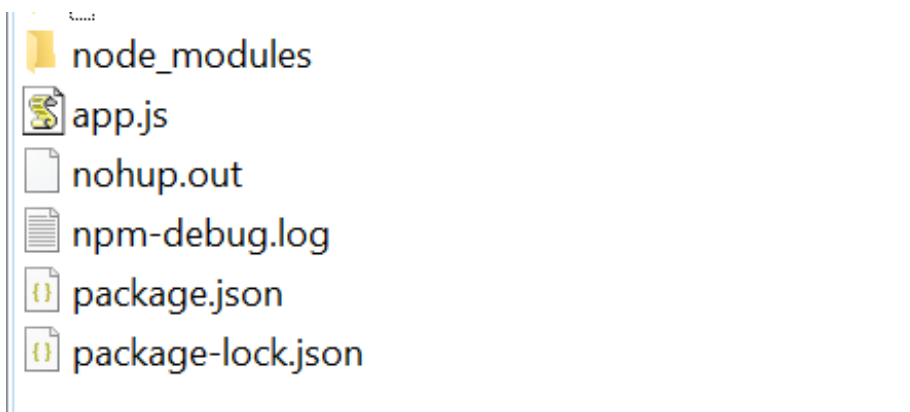 ..
node_modules
app.js
nohup.out
npm-debug.log
package.json
package-lock.json